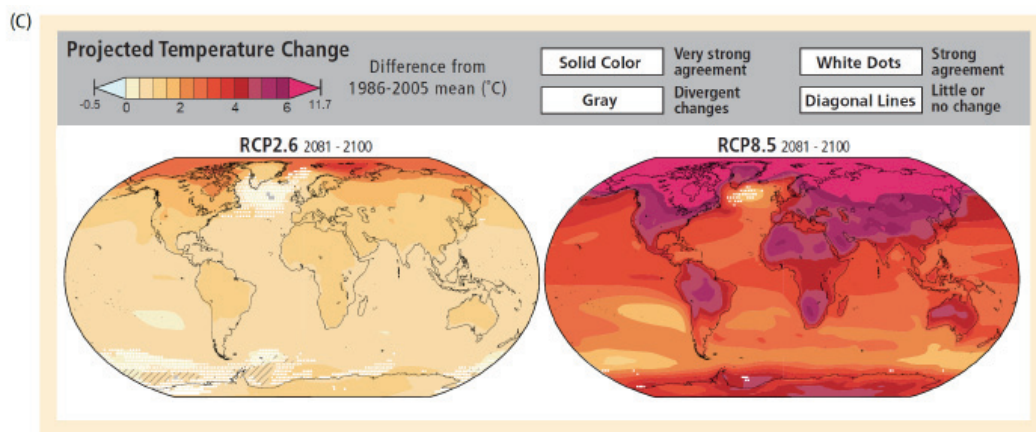 (C)
Projected Temperature Change
-0.5 0 2 4 6 11.7
Difference from
1986-2005 mean (˚C)
Solid Color
Very strong
agreement
White Dots
Strong
agreement
Gray
Divergent
changes
Diagonal Lines
Little or
no change
RCP2.6 2081 - 2100
RCP8.5 2081 - 2100